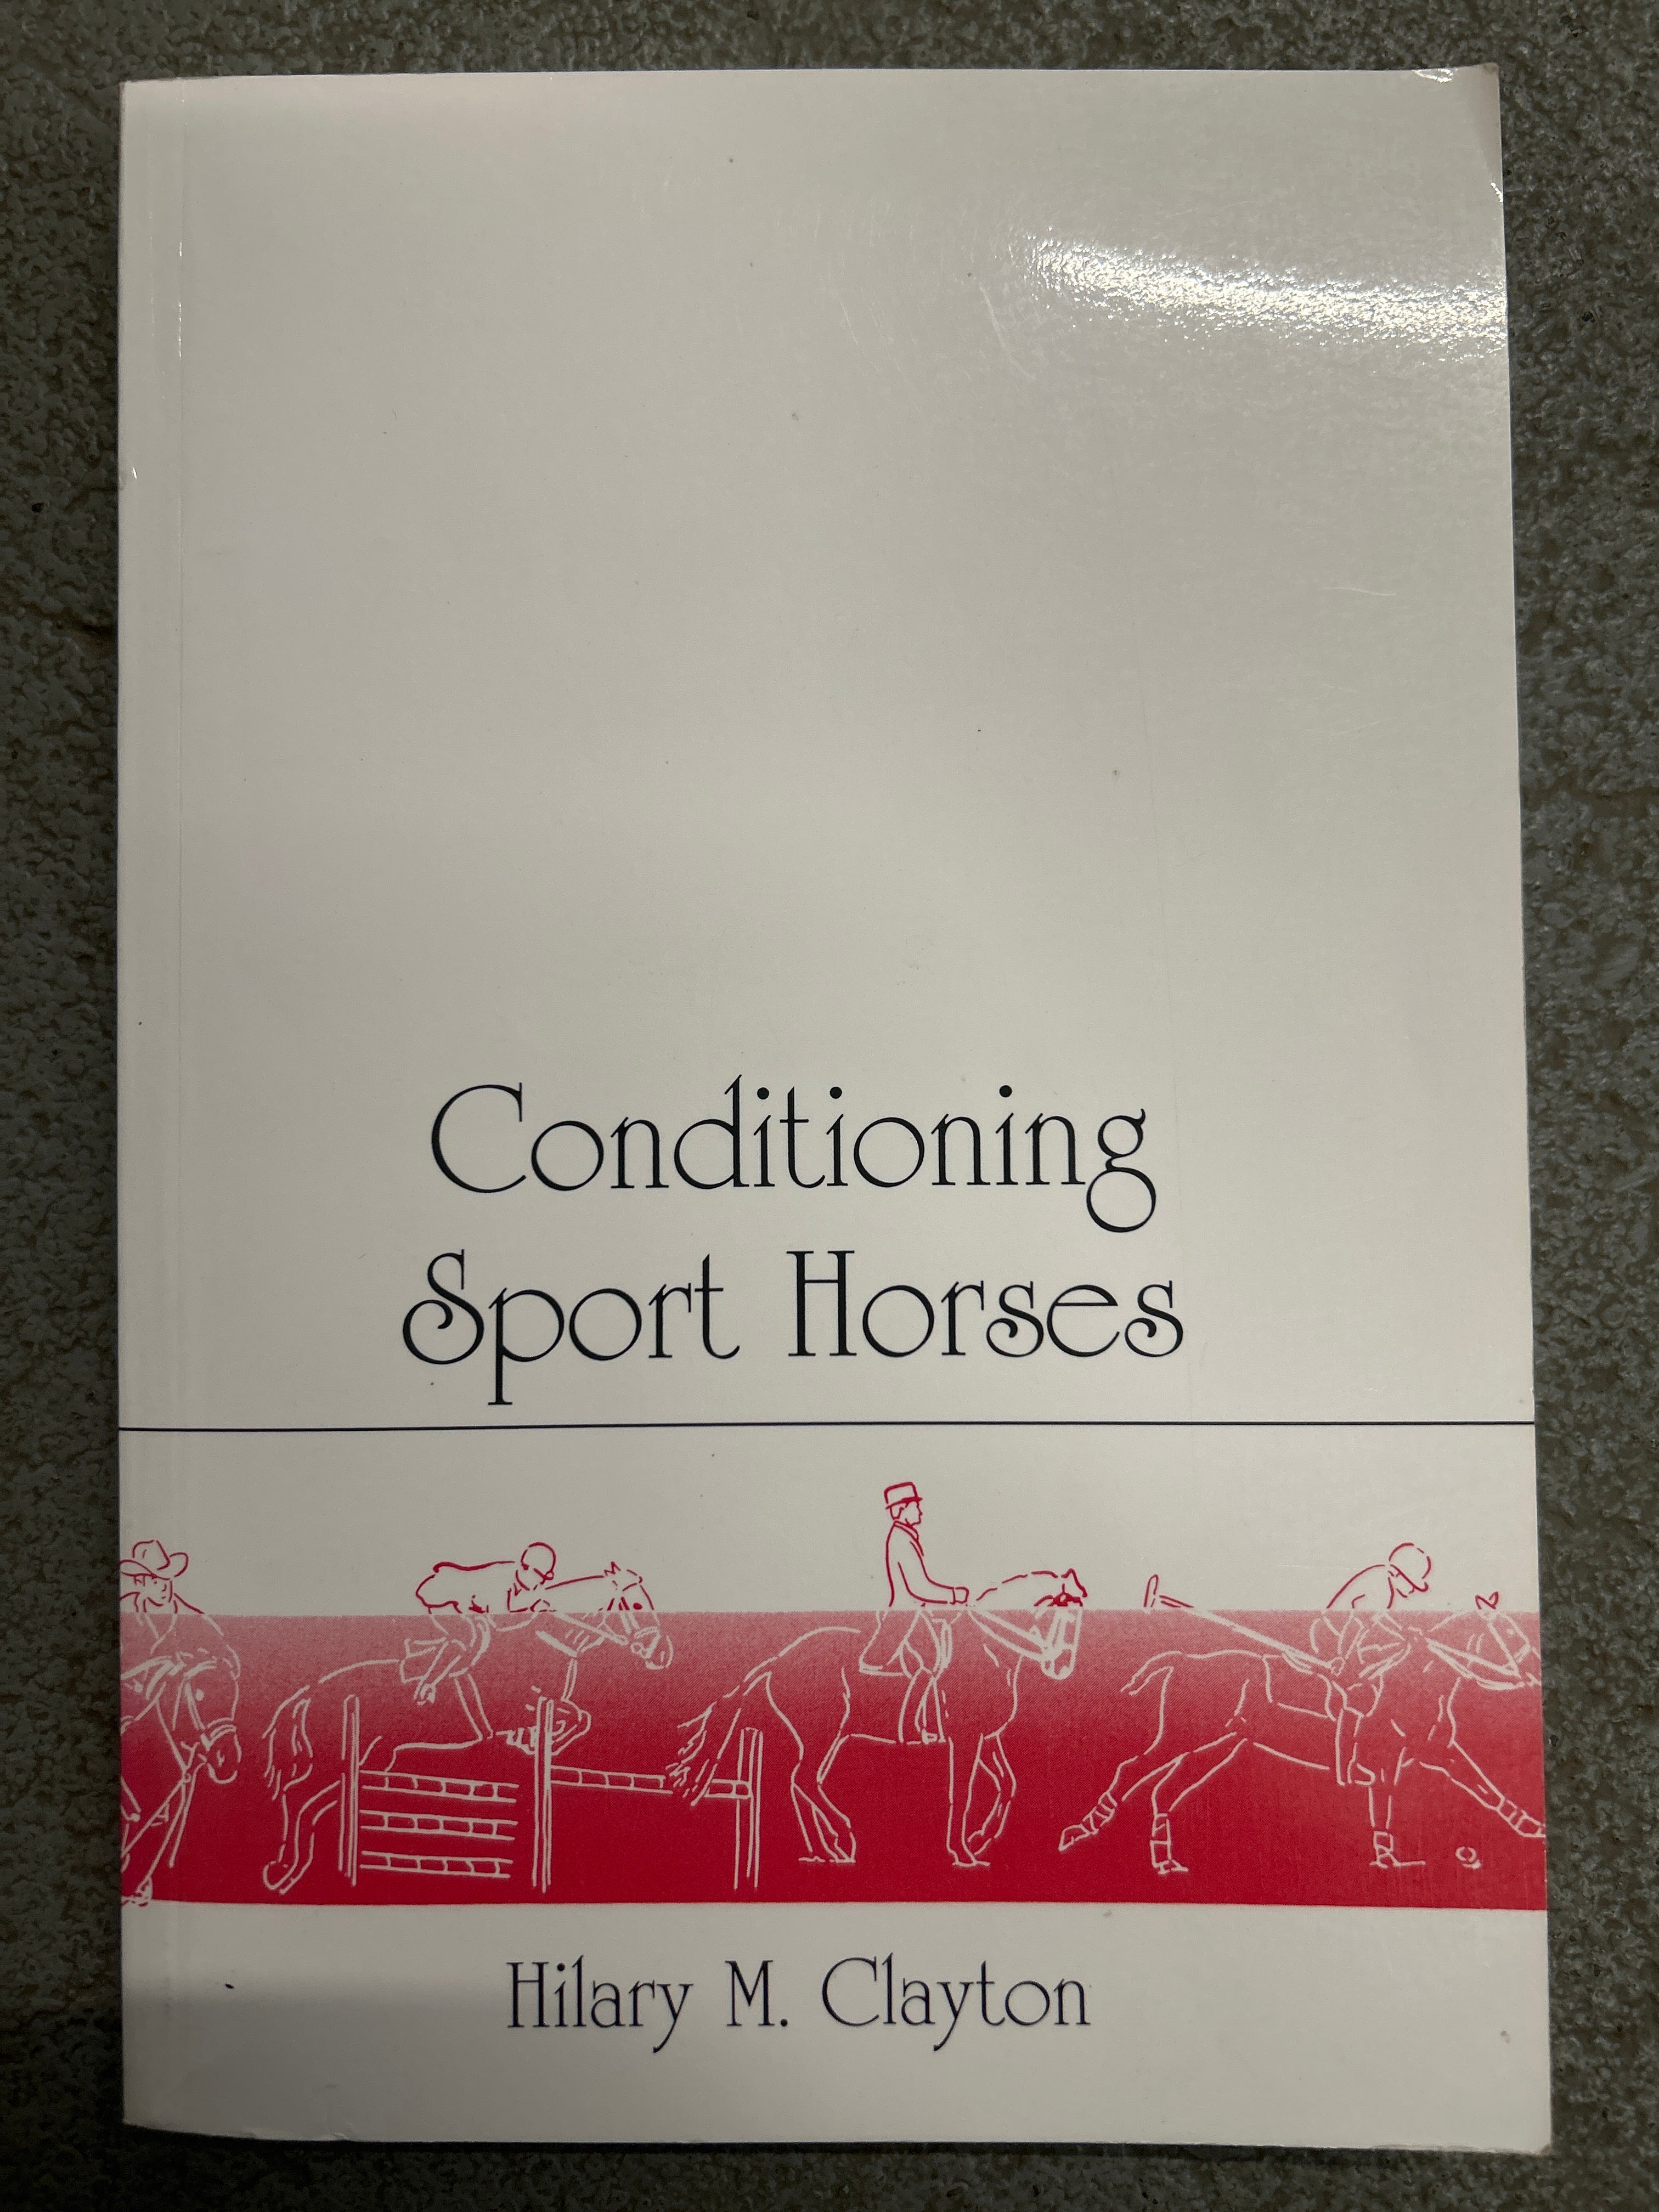 Conditioning
Sport Horses
Hilary M. Clayton